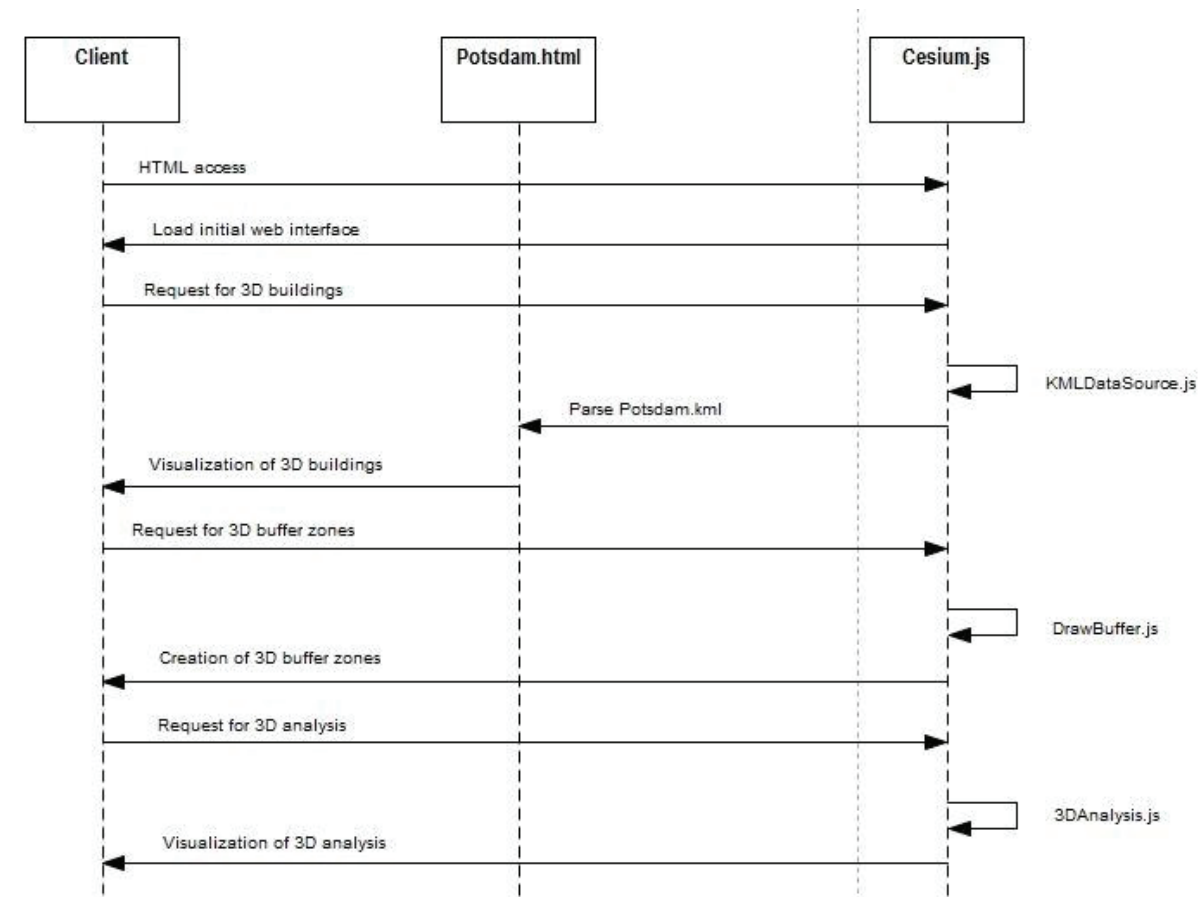 Client
Potsdam.html
Cesium.js
HTML access
Load initial web interface
Request for 3D buildings
KMLDataSource.js
Parse Potsdam.kml
Visualization of 3D buildings
Request for 3D buffer zones
DrawBuffer.js
Creation of 3D buffer zones
Request for 3D analysis
3DAnalysis.js
Visualization of 3D analysis